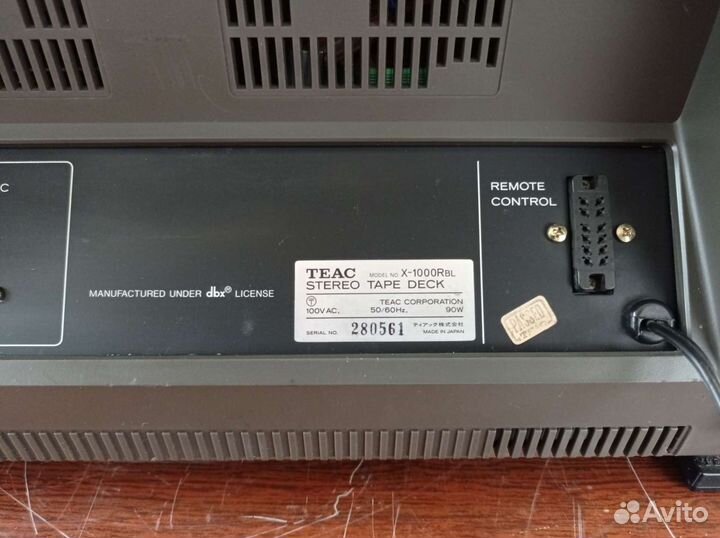 C
REMOTE
CONTROL
MANUFACTURED UNDER dbx® LICENSE
TEAC MODEL NO. X-1000RBL
STEREO TAPE DECK
TEAC CORPORATION
100V AC, 50/60Hz, 90W
SERIAL NO. 280561 ティアック株式会社
MADE IN JAPAN
PASSED
Avito